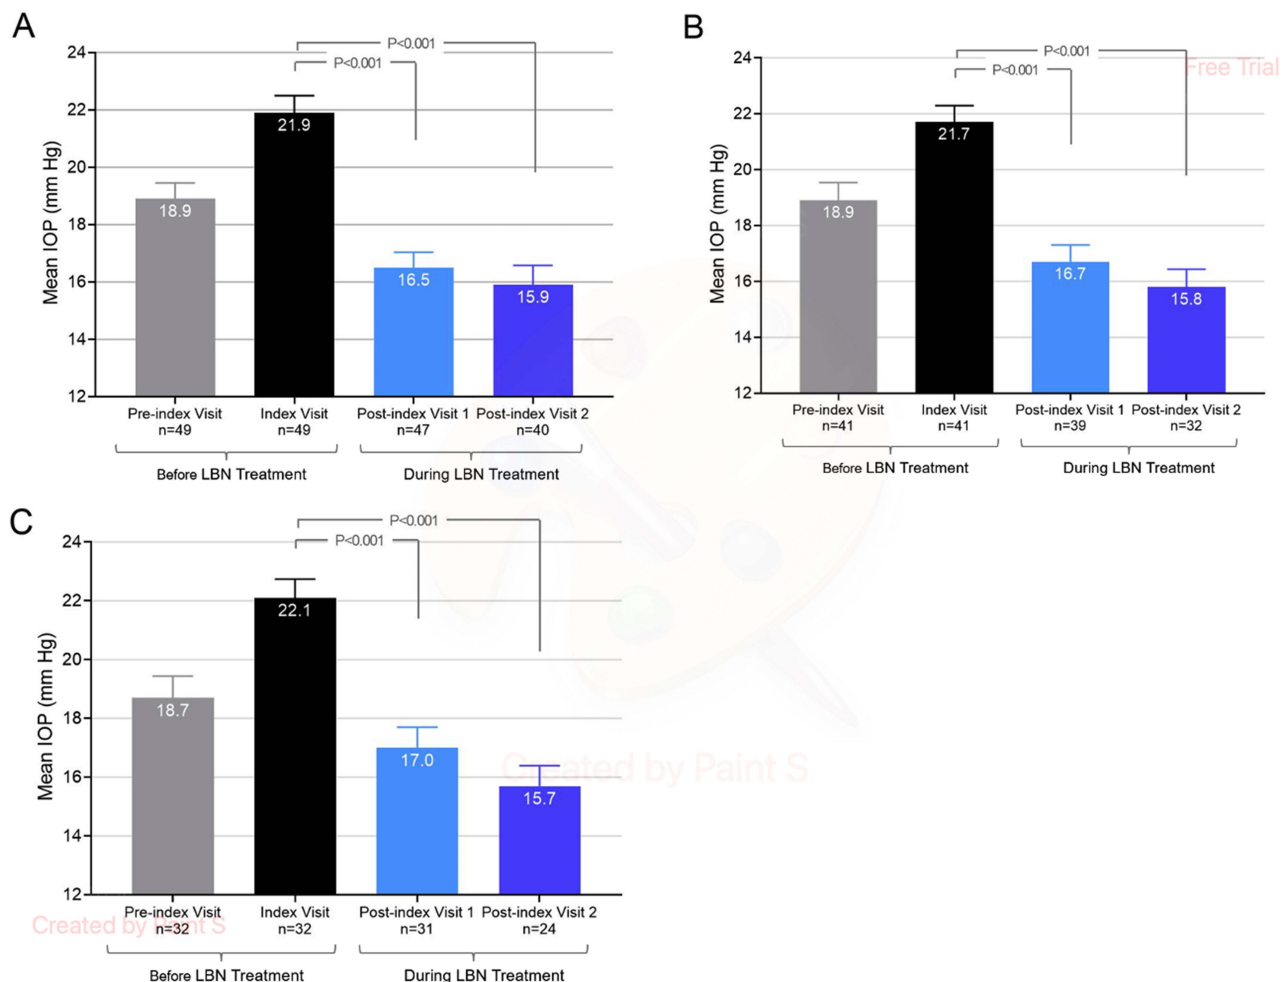 A
24
22
20
18
16
14
12
Mean IOP (mm Hg)
P<0.001
P<0.001
18.9
21.9
16.5
15.9
Pre-index Visit Index Visit Post-index Visit 1 Post-index Visit 2
n=49 n=49 n=47 n=40
Before LBN Treatment During LBN Treatment
B
24
22
20
18
16
14
12
Mean IOP (mm Hg)
P<0.001
P<0.001
Free Trial
18.9
21.7
16.7
15.8
Pre-index Visit Index Visit Post-index Visit 1 Post-index Visit 2
n=41 n=41 n=39 n=32
Before LBN Treatment During LBN Treatment
C
24
22
20
18
16
14
12
Mean IOP (mm Hg)
P<0.001
P<0.001
18.7
22.1
17.0
15.7
Created by Paint S
Pre-index Visit Index Visit Post-index Visit 1 Post-index Visit 2
n=32 n=32 n=31 n=24
Created by Paint S
Before LBN Treatment During LBN Treatment